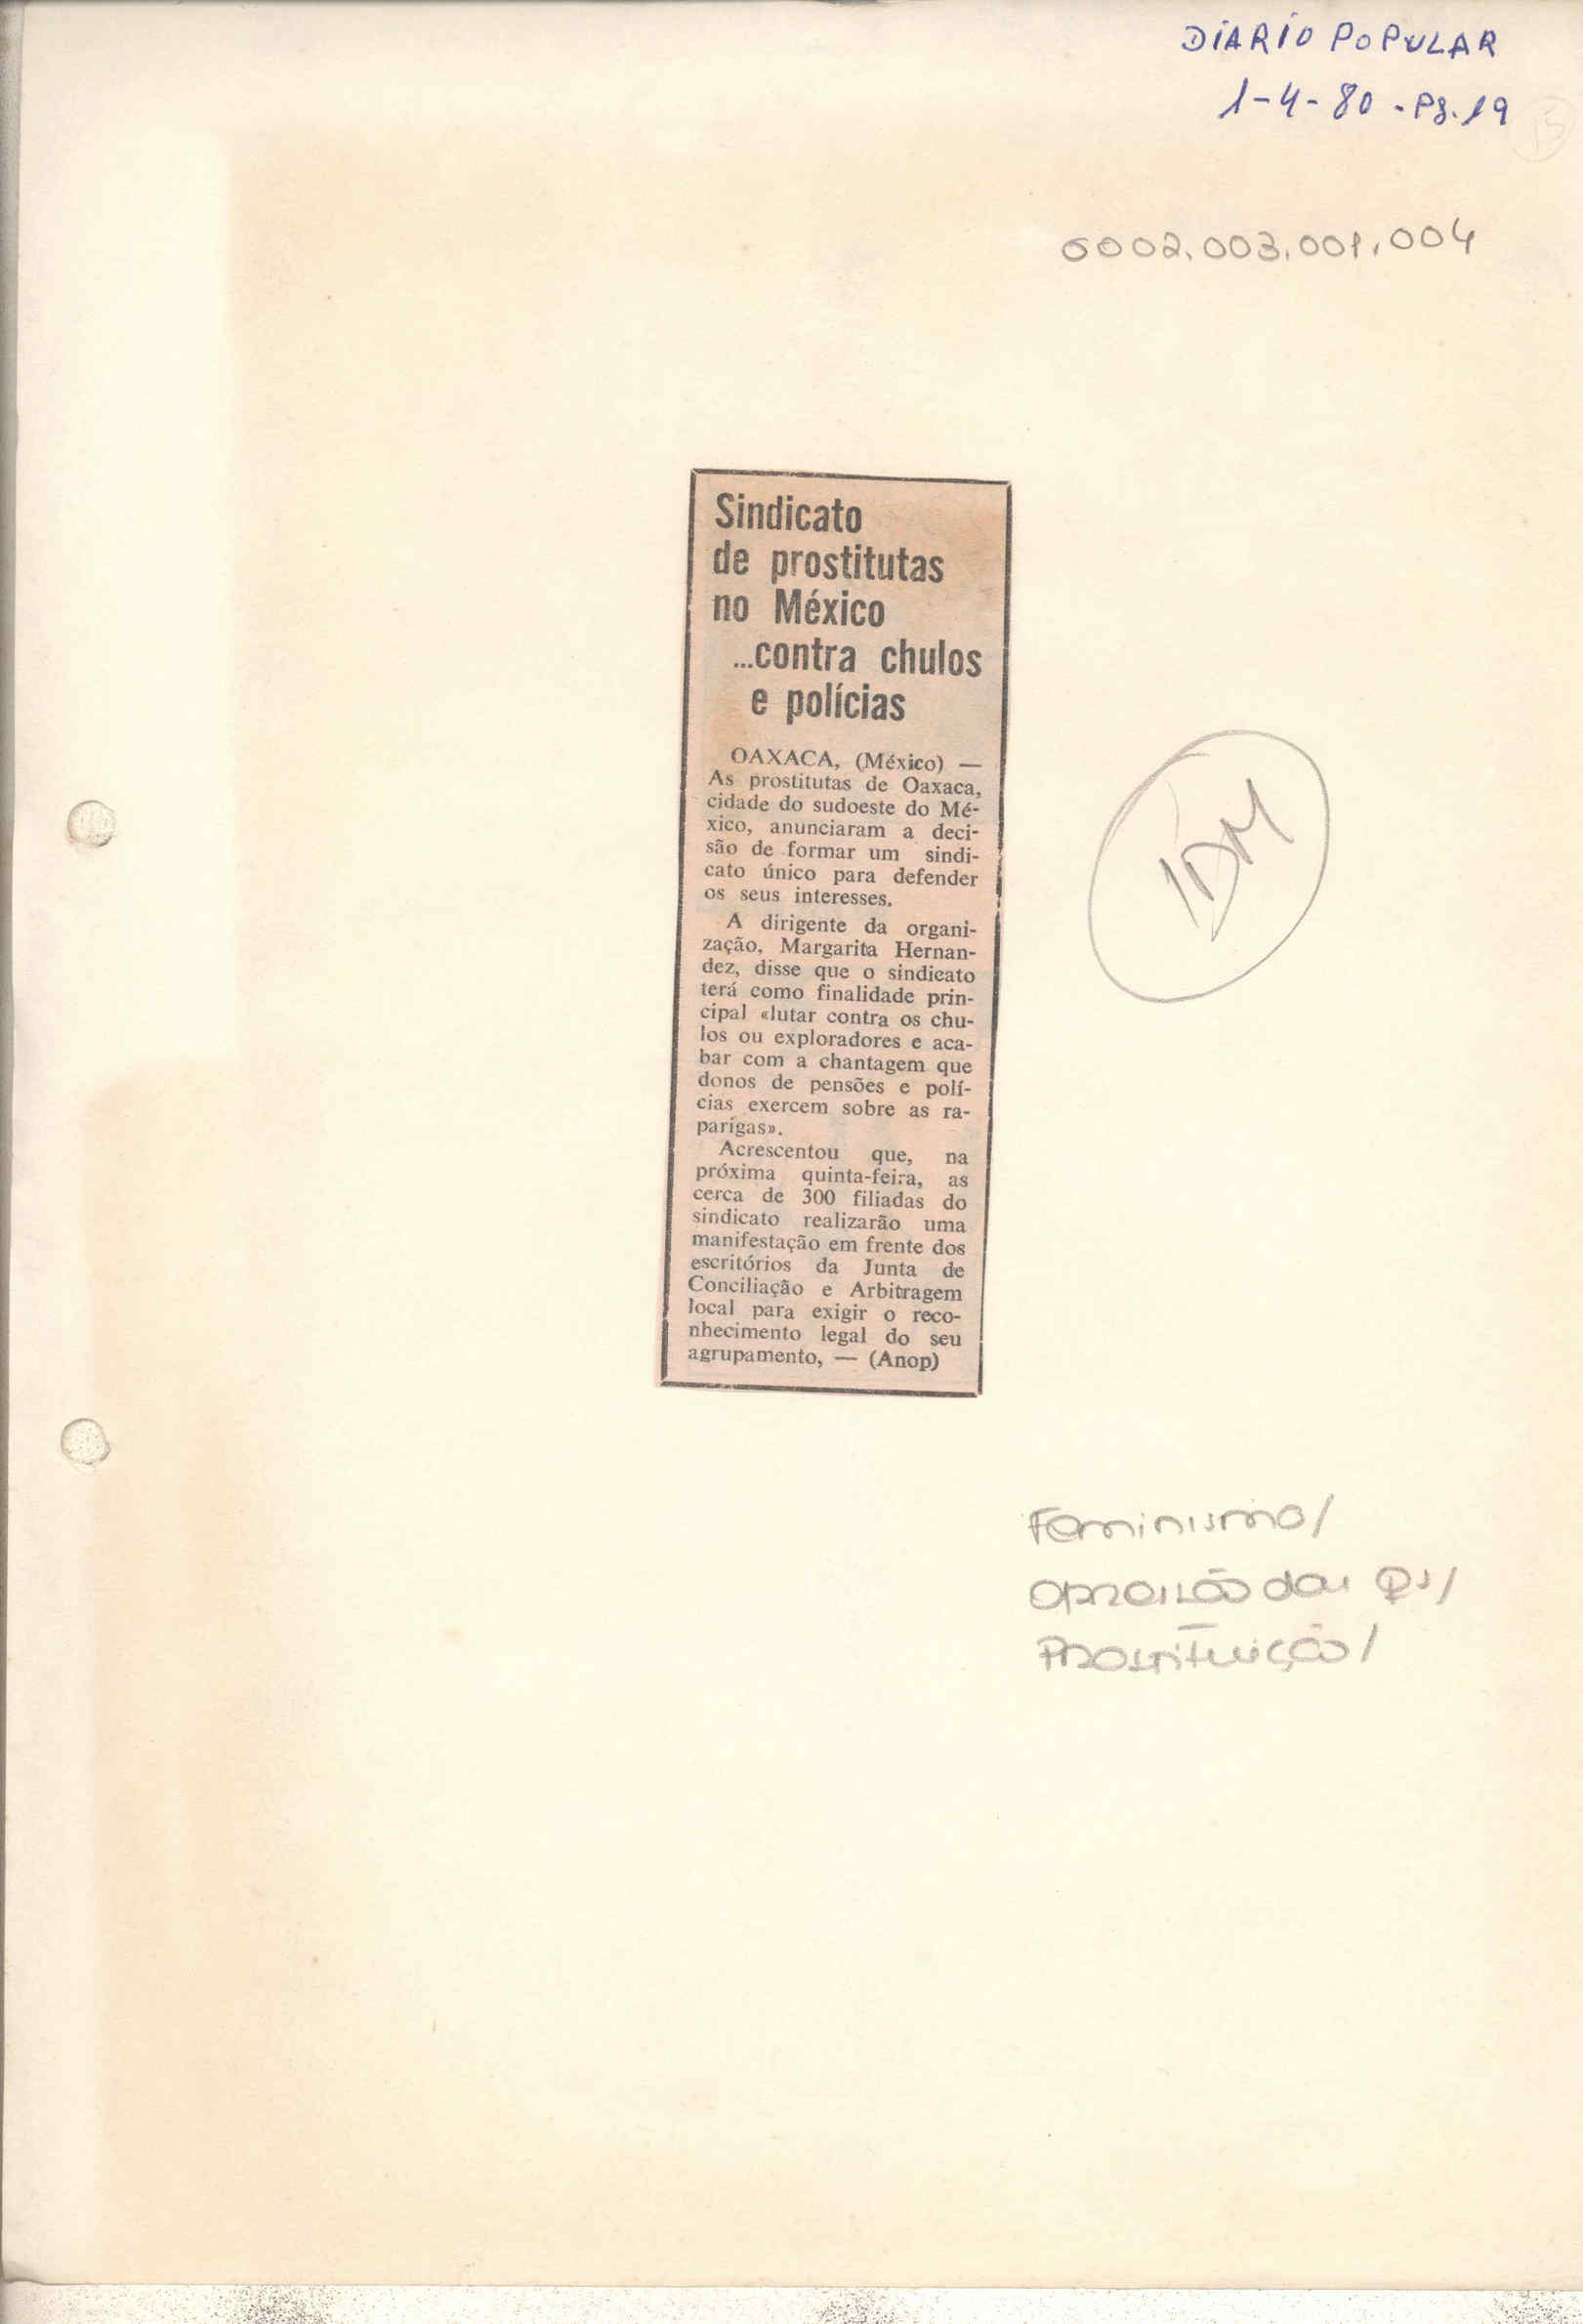 DIARIO POPULAR
1-4-80 - Pg. 19
15
0002.003.001.004
Sindicato
de prostitutas
no México
...contra chulos
e polícias
OAXACA, (México) —
As prostitutas de Oaxaca,
cidade do sudoeste do Mé-
xico, anunciaram a deci-
são de formar um sindi-
cato único para defender
os seus interesses.
A dirigente da organi-
zação, Margarita Hernan-
dez, disse que o sindicato
terá como finalidade prin-
cipal «lutar contra os chu-
los ou exploradores e aca-
bar com a chantagem que
donos de pensões e polí-
cias exercem sobre as ra-
parigas».
Acrescentou que, na
próxima quinta-feira, as
cerca de 300 filiadas do
sindicato realizarão uma
manifestação em frente dos
escritórios da Junta de
Conciliação e Arbitragem
local para exigir o reco-
nhecimento legal do seu
agrupamento, — (Anop)
IDM
Feminismo/
opressão das ♀s/
Prostituição/